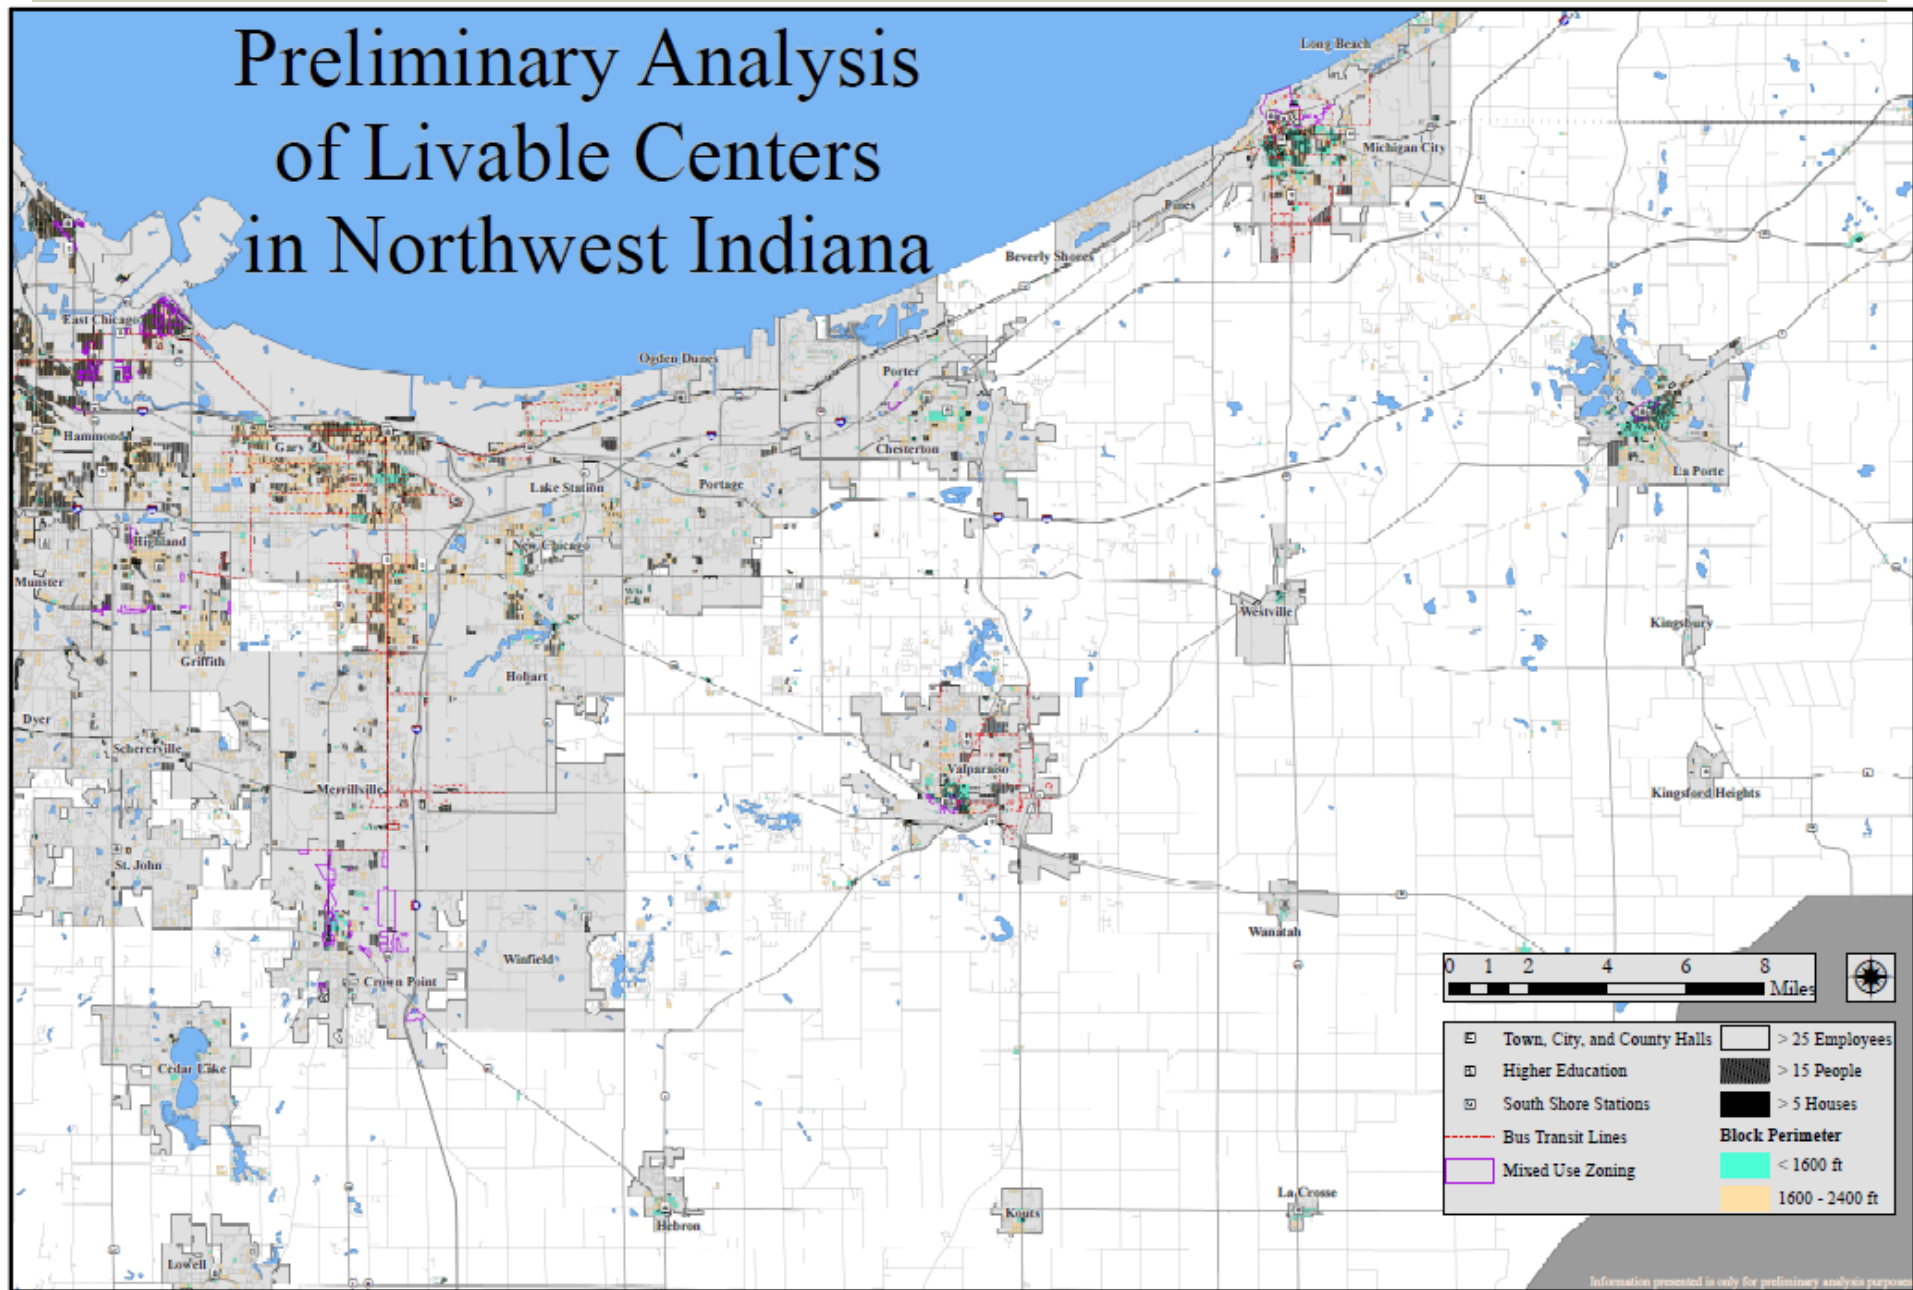 Preliminary Analysis
of Livable Centers
in Northwest Indiana
Long Beach
Michigan City
Pines
Beverly Shores
East Chicago
Ogden Dunes
Porter
Hammond
Gary
Chesterton
La Porte
Lake Station
Portage
Highland
New Chicago
Munster
Westville
Kingsbury
Griffith
Hobart
Dyer
Schererville
Valparaiso
Merrillville
Kingsford Heights
St. John
Wanatah
Winfield
Crown Point
Cedar Lake
La Crosse
Kouts
Hebron
Lowell
0 1 2 4 6 8
Miles
Town, City, and County Halls
> 25 Employees
Higher Education
> 15 People
South Shore Stations
> 5 Houses
Bus Transit Lines
Block Perimeter
Mixed Use Zoning
< 1600 ft
1600 - 2400 ft
Information presented is only for preliminary analysis purposes